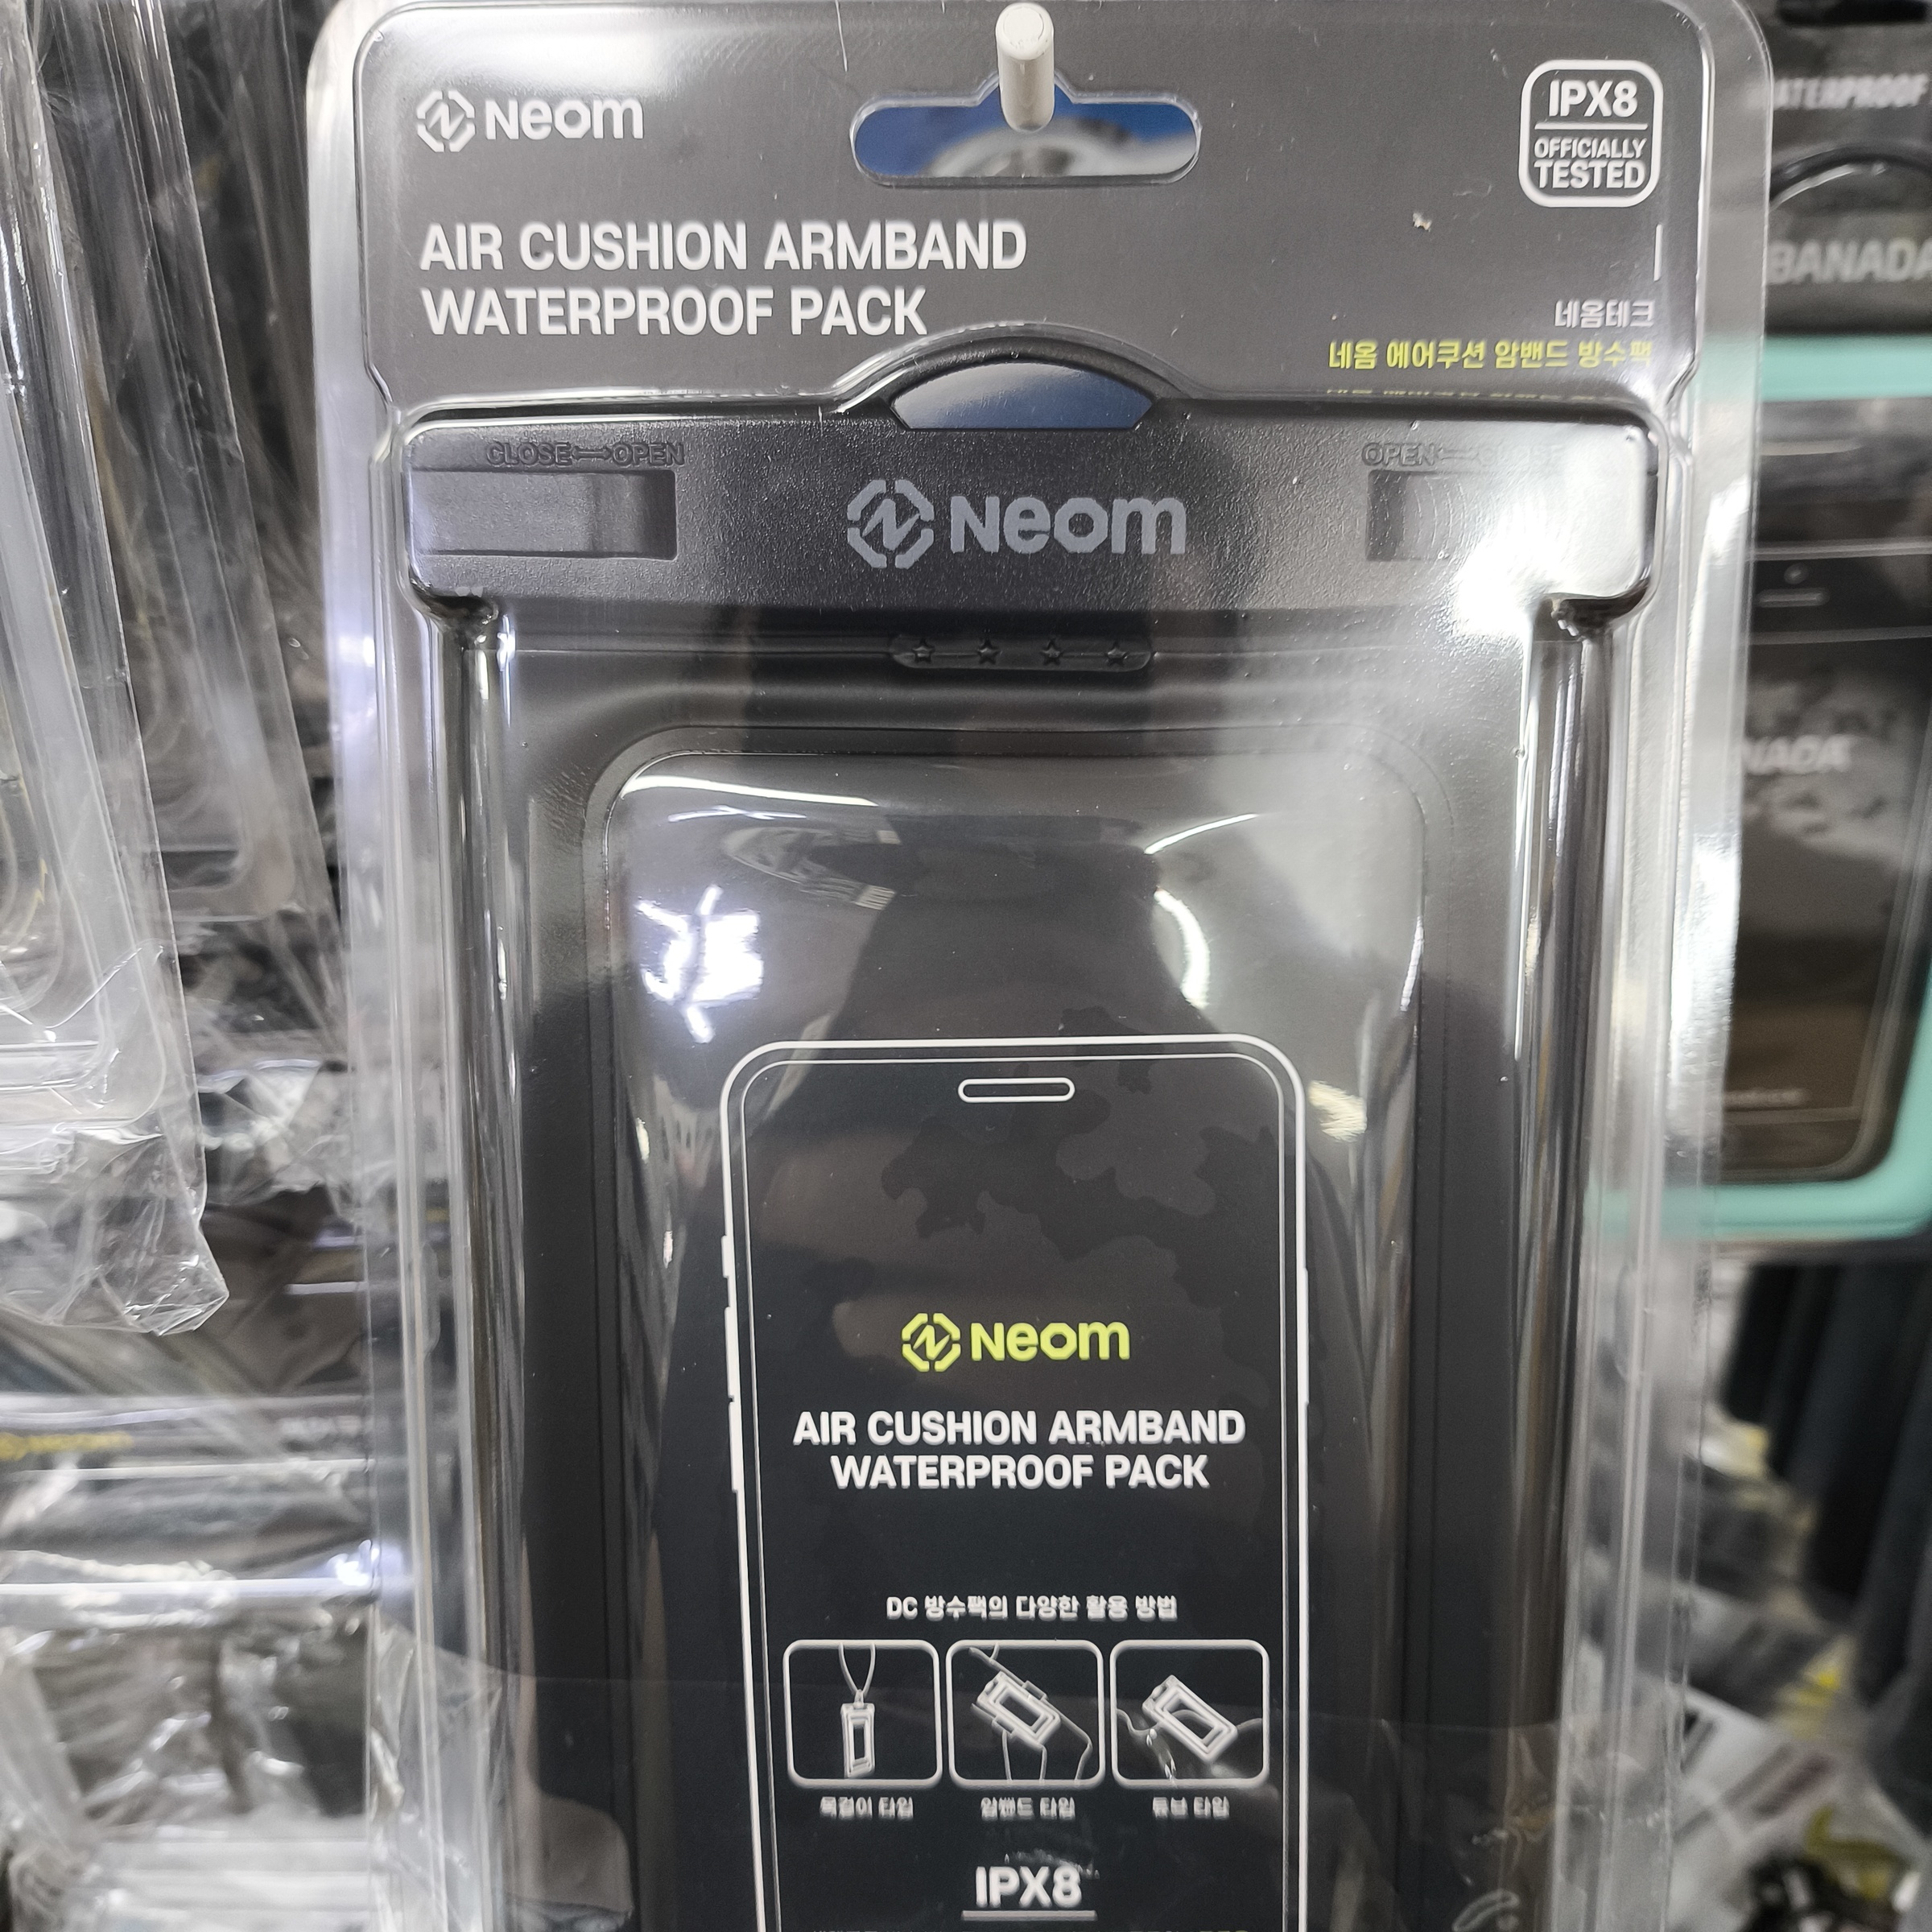 Neom
IPX8
OFFICIALLY
TESTED
AIR CUSHION ARMBAND
WATERPROOF PACK
네옴테크
네옴 에어쿠션 암밴드 방수팩
CLOSE OPEN
OPEN
Neom
Neom
AIR CUSHION ARMBAND
WATERPROOF PACK
DC 방수팩의 다양한 활용 방법
목걸이 타입
암밴드 타입
튜브 타입
IPX8
WATERPROOF
BANADA
NADA